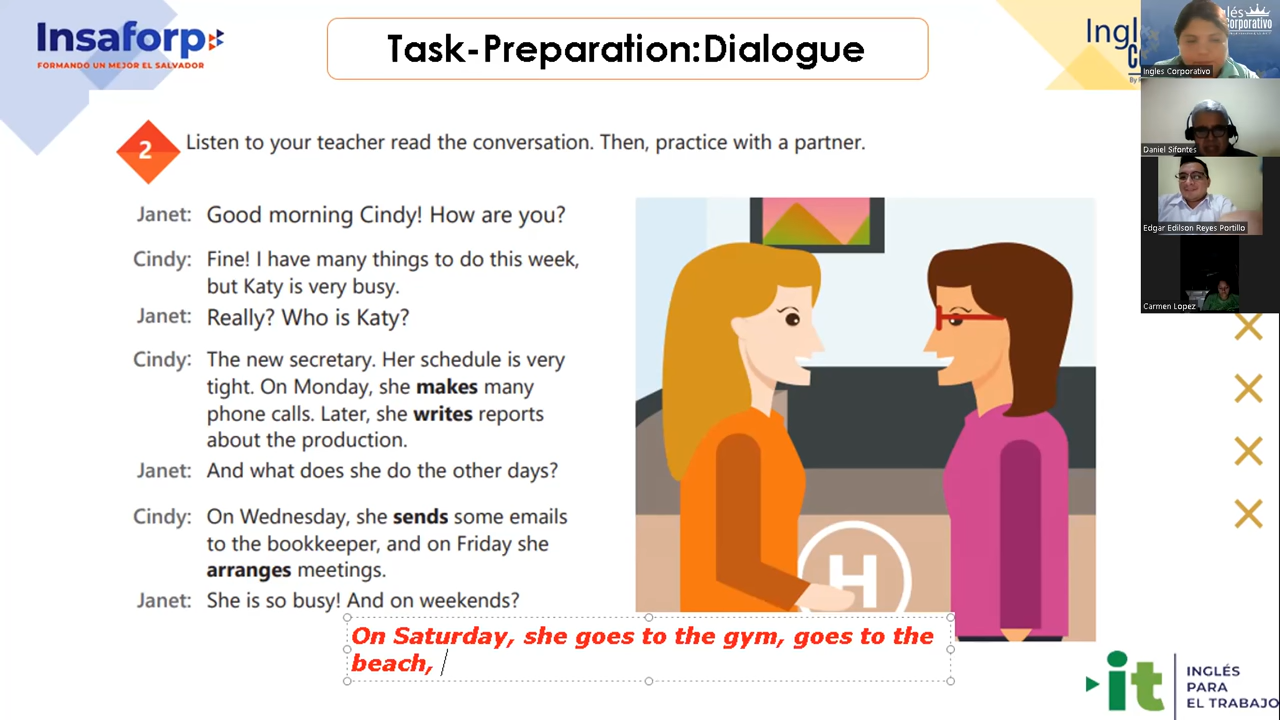 Insaforp
FORMANDO UN MEJOR EL SALVADOR
Task-Preparation:Dialogue
Inglés Corporativo
Daniel Sifontes
Edgar Edilson Reyes Portillo
Carmen Lopez
2
Listen to your teacher read the conversation. Then, practice with a partner.
Janet: Good morning Cindy! How are you?
Cindy: Fine! I have many things to do this week,
but Katy is very busy.
Janet: Really? Who is Katy?
Cindy: The new secretary. Her schedule is very
tight. On Monday, she makes many
phone calls. Later, she writes reports
about the production.
Janet: And what does she do the other days?
Cindy: On Wednesday, she sends some emails
to the bookkeeper, and on Friday she
arranges meetings.
Janet: She is so busy! And on weekends?
H
On Saturday, she goes to the gym, goes to the
beach,
it
INGLÉS
PARA
EL TRABAJO